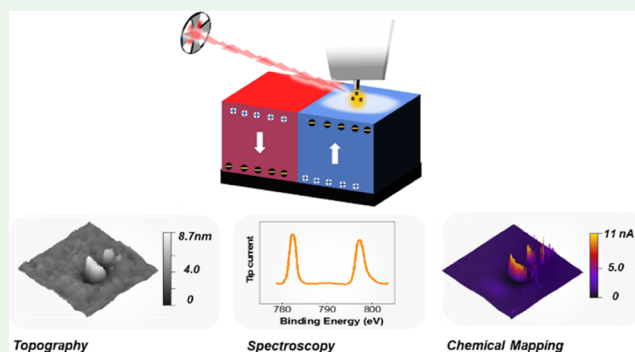 8.7nm
4.0
0
Tip current
780 790 800
Binding Energy (eV)
11 nA
5.0
0
Topography
Spectroscopy
Chemical Mapping